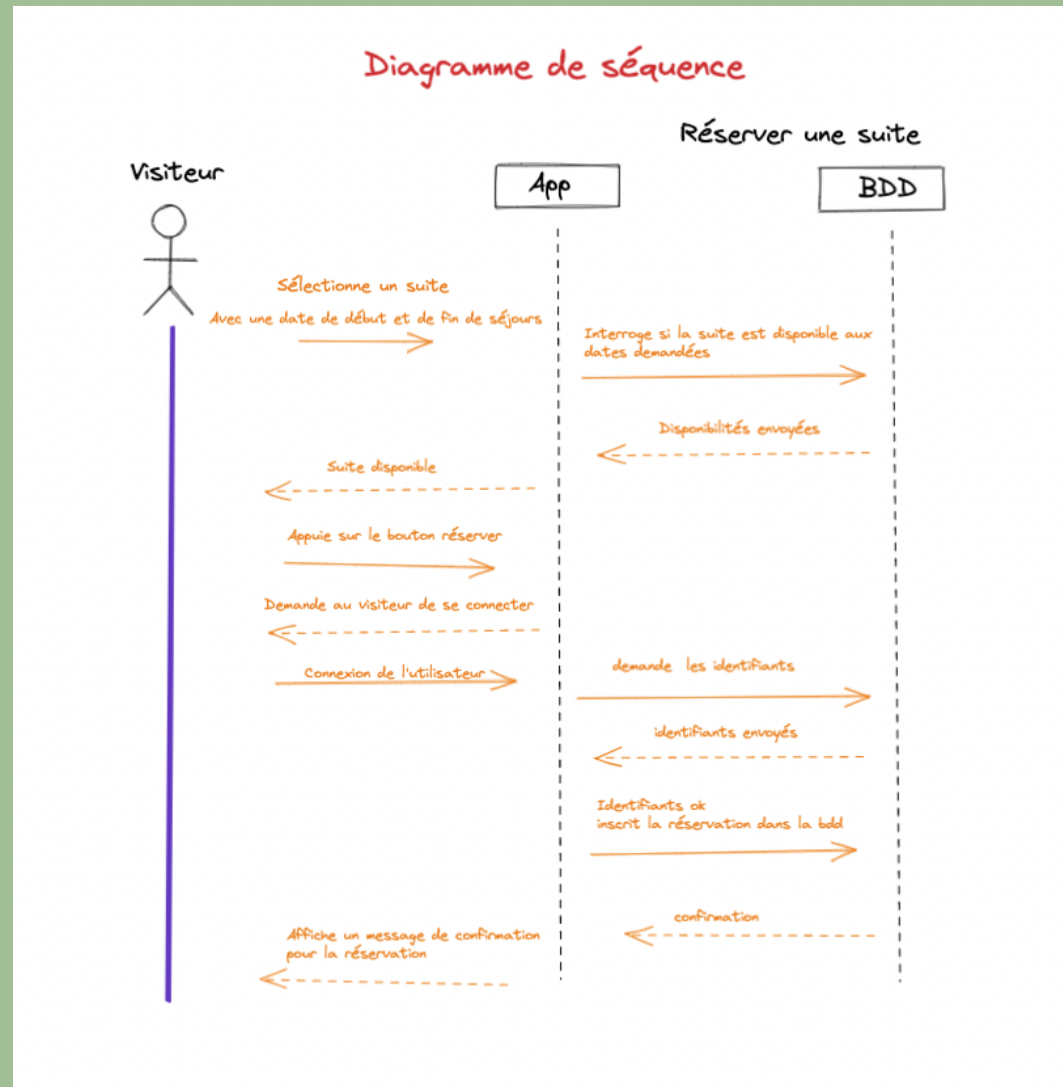 Diagramme de séquence
Réserver une suite
Visiteur
App
BDD
Sélectionne un suite
Avec une date de début et de fin de séjours
Interroge si la suite est disponible aux
dates demandées
Disponibilités envoyées
Suite disponible
Appuie sur le bouton réserver
Demande au visiteur de se connecter
Connexion de l'utilisateur
demande les identifiants
identifiants envoyés
Identifiants ok
inscrit la réservation dans la bdd
confirmation
Affiche un message de confirmation
pour la réservation